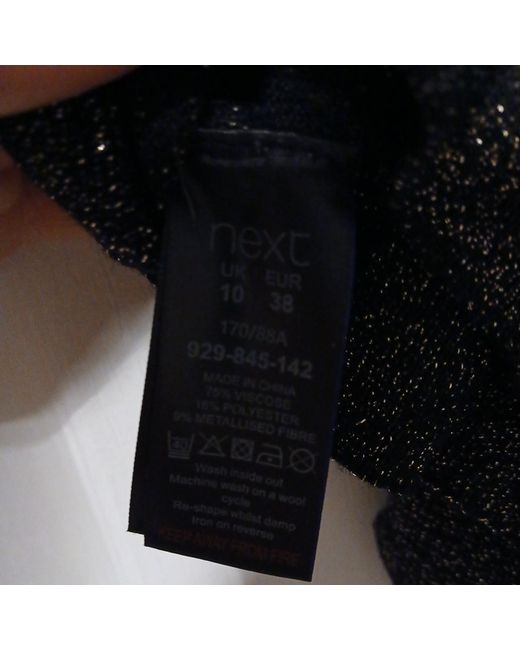 next
UK EUR
10 38
170/88A
929-845-142
MADE IN CHINA
75% VISCOSE
16% POLYESTER
9% METALLISED FIBRE
Wash inside out
Machine wash on a wool
cycle
Re-shape whilst damp
Iron on reverse
KEEP AWAY FROM FIRE